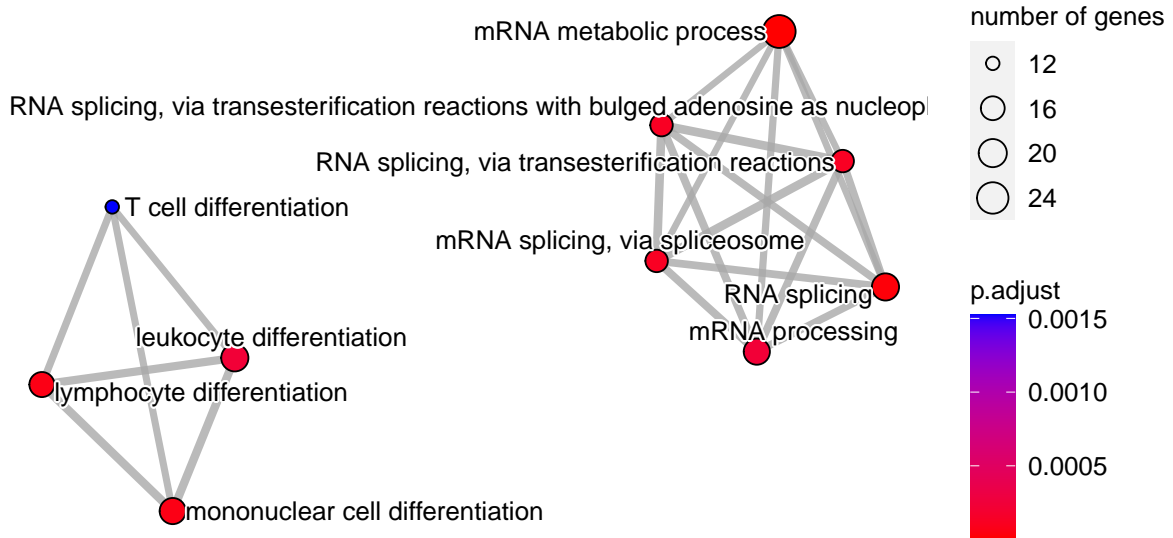 mRNA metabolic process
RNA splicing, via transesterification reactions with bulged adenosine as nucleopl
RNA splicing, via transesterification reactions
T cell differentiation
mRNA splicing, via spliceosome
RNA splicing
mRNA processing
leukocyte differentiation
lymphocyte differentiation
mononuclear cell differentiation
number of genes
12
16
20
24
p.adjust
0.0015
0.0010
0.0005